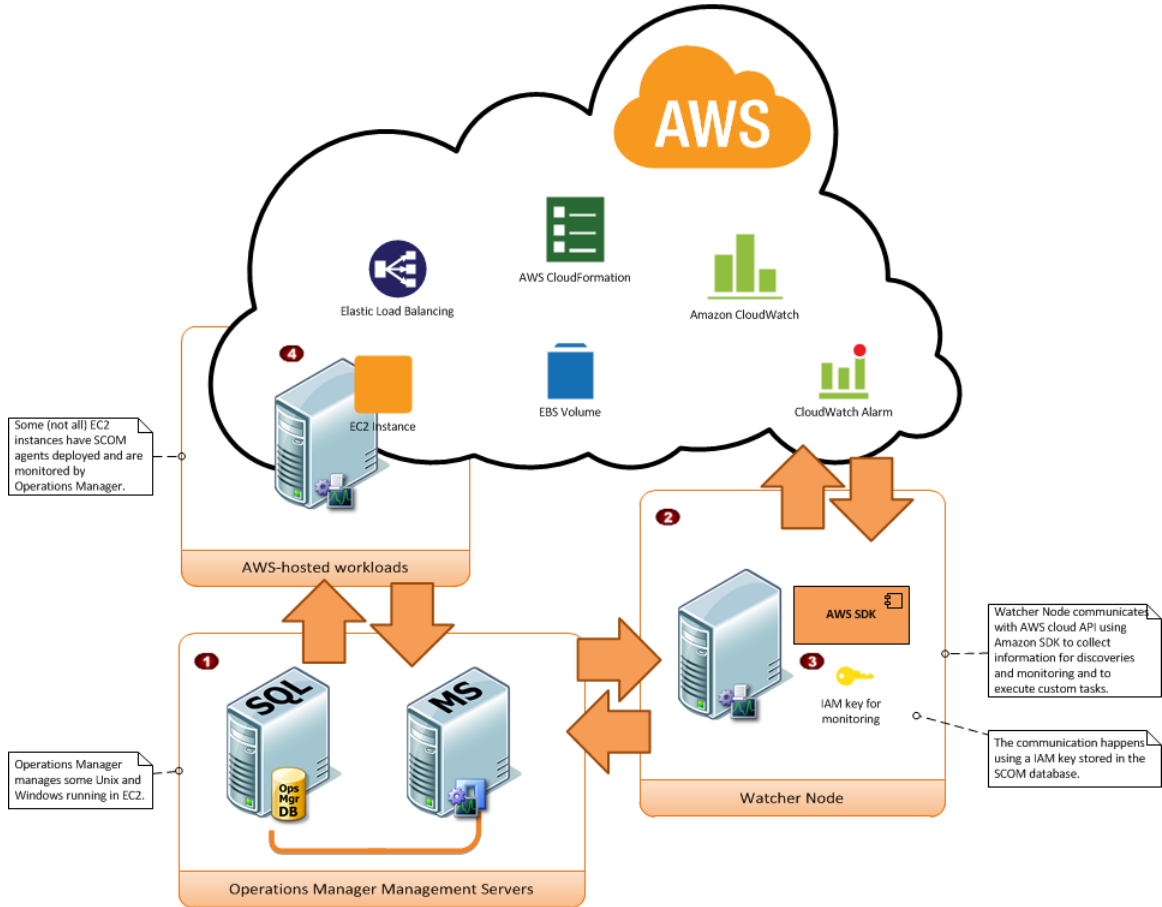 AWS
AWS CloudFormation
Elastic Load Balancing
Amazon CloudWatch
4
EC2 Instance
EBS Volume
CloudWatch Alarm
Some (not all) EC2
instances have SCOM
agents deployed and are
monitored by
Operations Manager.
AWS-hosted workloads
2
AWS SDK
3
IAM key for
monitoring
Watcher Node
Watcher Node communicates
with AWS cloud API using
Amazon SDK to collect
information for discoveries
and monitoring and to
execute custom tasks.
The communication happens
using a IAM key stored in the
SCOM database.
1
SQL
MS
Ops
Mgr
DB
Operations Manager
manages some Unix and
Windows running in EC2.
Operations Manager Management Servers